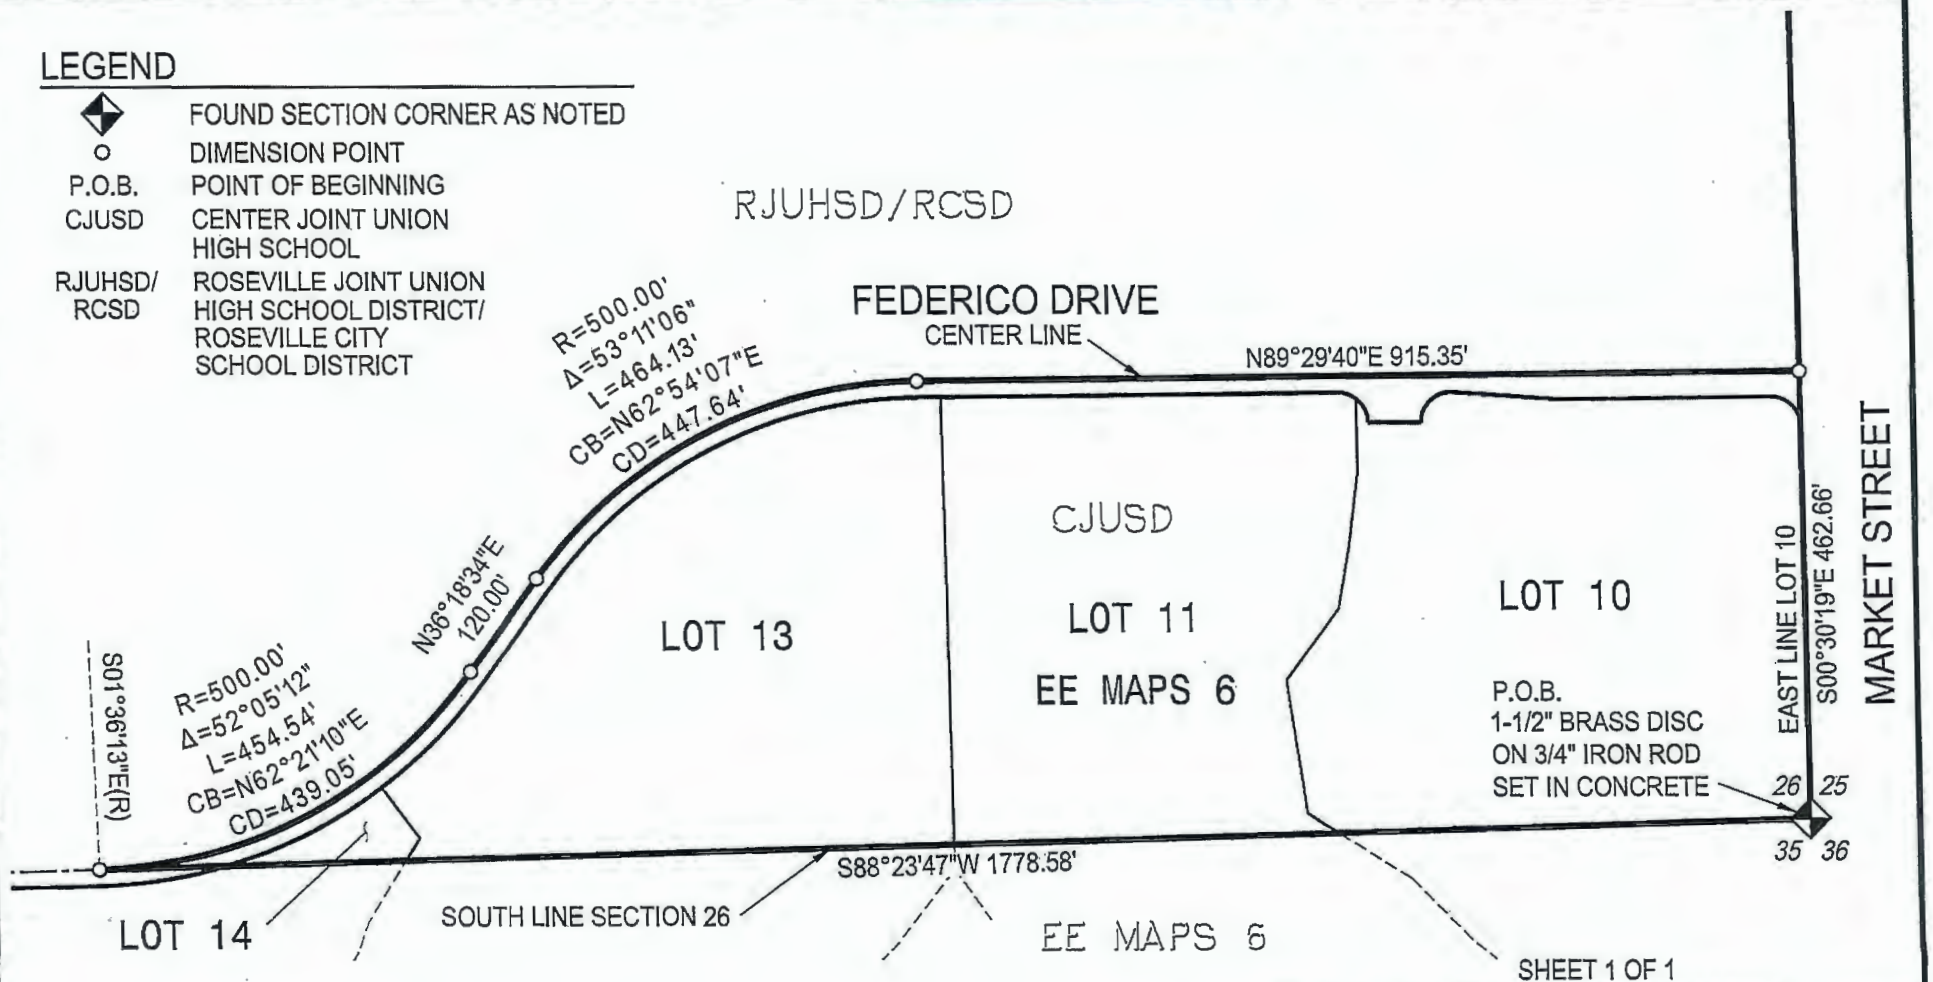 LEGEND
FOUND SECTION CORNER AS NOTED
DIMENSION POINT
P.O.B. POINT OF BEGINNING
CJUSD CENTER JOINT UNION
HIGH SCHOOL
RJUHSD/ ROSEVILLE JOINT UNION
RCSD HIGH SCHOOL DISTRICT/
ROSEVILLE CITY
SCHOOL DISTRICT
RJUHSD/RCSD
R=500.00'
Δ=53°11'06"
L=464.13'
CB=N62°54'07"E
CD=447.64'
FEDERICO DRIVE
CENTER LINE
N89°29'40"E 915.35'
MARKET STREET
EAST LINE LOT 10
S00°30'19"E 462.66'
CJUSD
LOT 13
LOT 11
EE MAPS 6
LOT 10
N36°18'34"E
120.00'
S01°36'13"E(R)
R=500.00'
Δ=52°05'12"
L=454.54'
CB=N62°21'10"E
CD=439.05'
P.O.B.
1-1/2" BRASS DISC
ON 3/4" IRON ROD
SET IN CONCRETE
26 25
35 36
S88°23'47"W 1778.58'
SOUTH LINE SECTION 26
LOT 14
EE MAPS 6
SHEET 1 OF 1